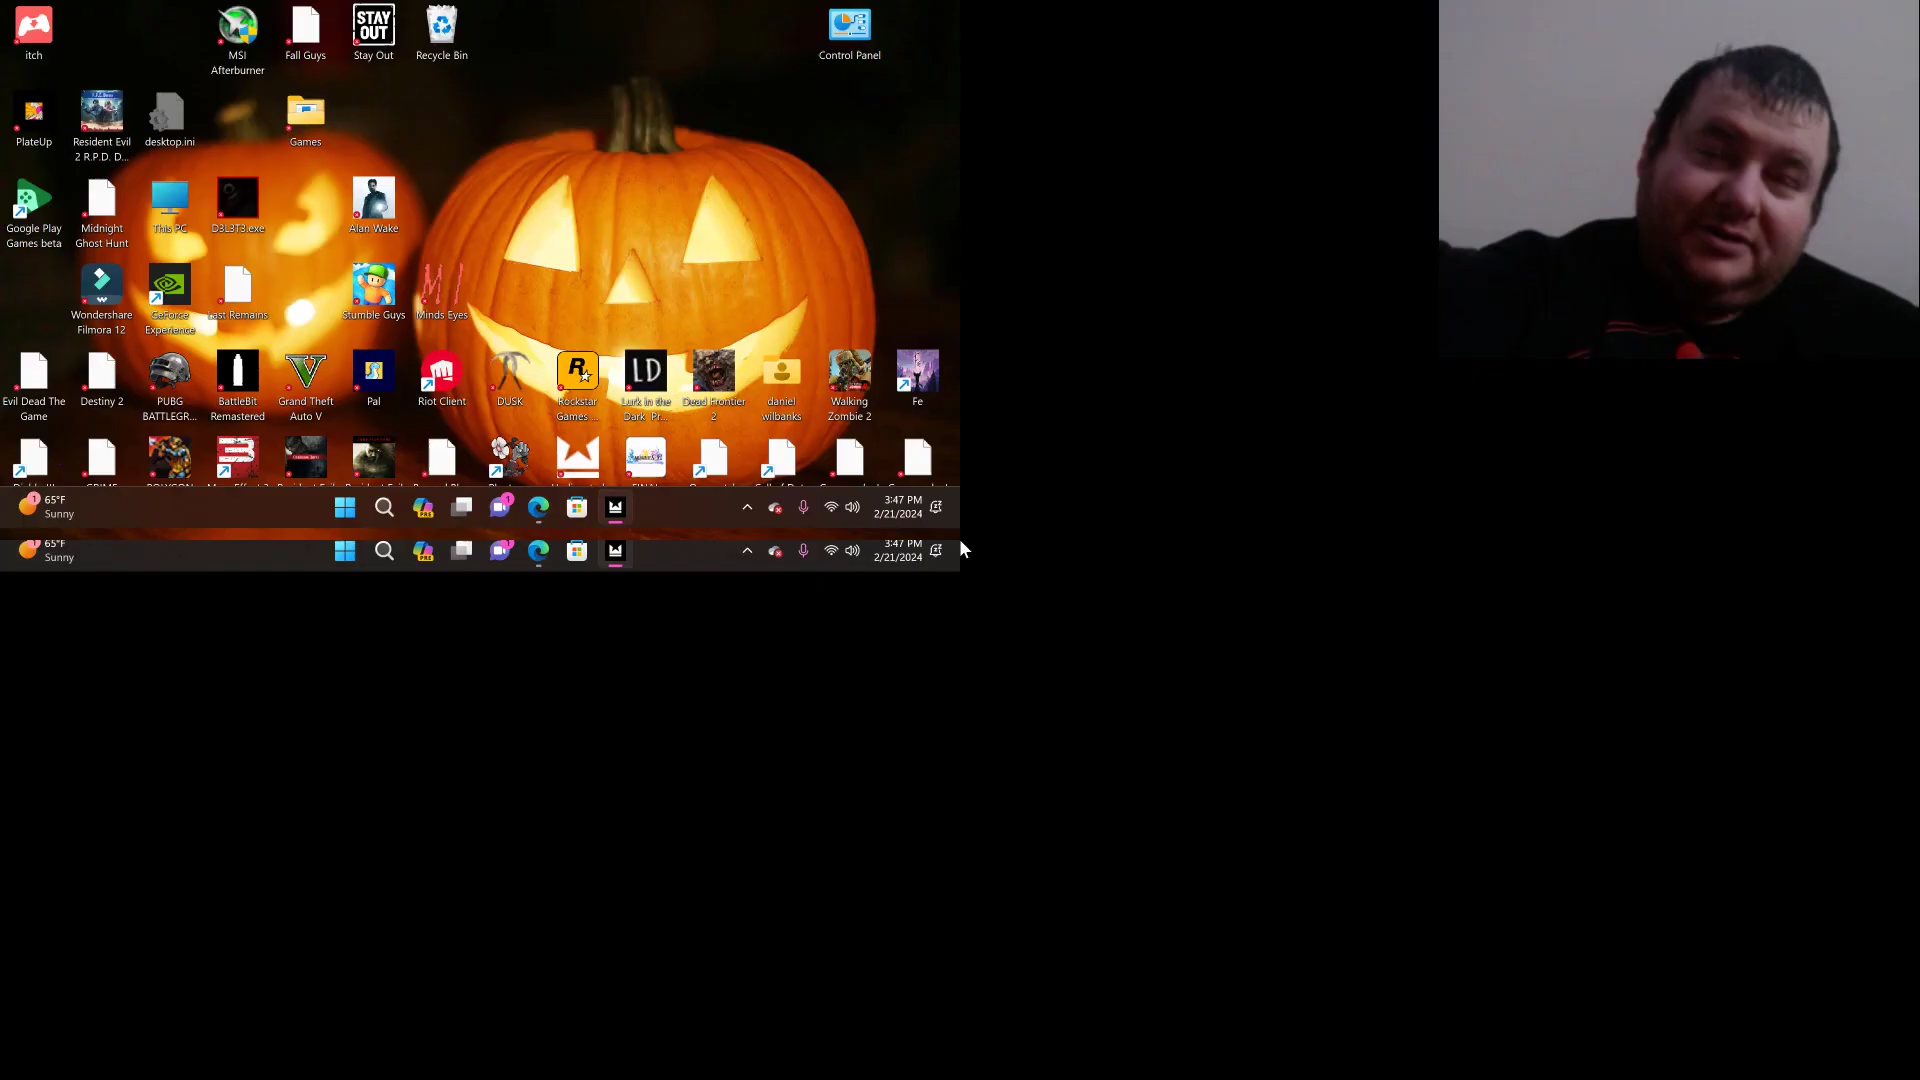 itch
MSI
Afterburner
Fall Guys
STAY
OUT
Stay Out
Recycle Bin
Control Panel
PlateUp
Resident Evil
2 R.P.D. D...
desktop.ini
Games
Google Play
Games beta
Midnight
Ghost Hunt
This PC
D3L3T3.exe
Alan Wake
Wondershare
Filmora 12
GeForce
Experience
Last Remains
Stumble Guys
Minds Eyes
Evil Dead The
Game
Destiny 2
PUBG
BATTLEGR...
BattleBit
Remastered
Grand Theft
Auto V
Pal
Riot Client
DUSK
Rockstar
Games ...
LD
Lurk in the
Dark Pr...
Dead Frontier
2
daniel
wilbanks
Walking
Zombie 2
Fe
1
65°F
Sunny
PRE
1
3:47 PM
2/21/2024
65°F
Sunny
PRE
3:47 PM
2/21/2024